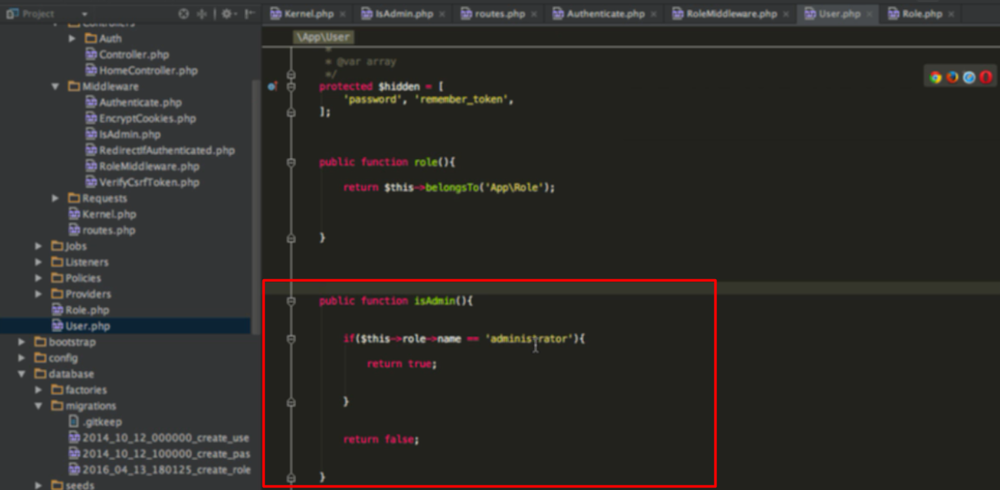 Project
Kernel.php
IsAdmin.php
routes.php
Authenticate.php
RoleMiddleware.php
User.php
Role.php
Controllers
Auth
Controller.php
HomeController.php
Middleware
Authenticate.php
EncryptCookies.php
IsAdmin.php
RedirectIfAuthenticated.php
RoleMiddleware.php
VerifyCsrfToken.php
Requests
Kernel.php
routes.php
Jobs
Listeners
Policies
Providers
Role.php
User.php
bootstrap
config
database
factories
migrations
.gitkeep
2014_10_12_000000_create_use
2014_10_12_100000_create_pas
2016_04_13_180125_create_role
seeds
\App\User
*
* @var array
*/
protected $hidden = [
'password', 'remember_token',
];
public function role(){
return $this->belongsTo('App\Role');
}
public function isAdmin(){
if($this->role->name == 'administrator'){
return true;
}
return false;
}